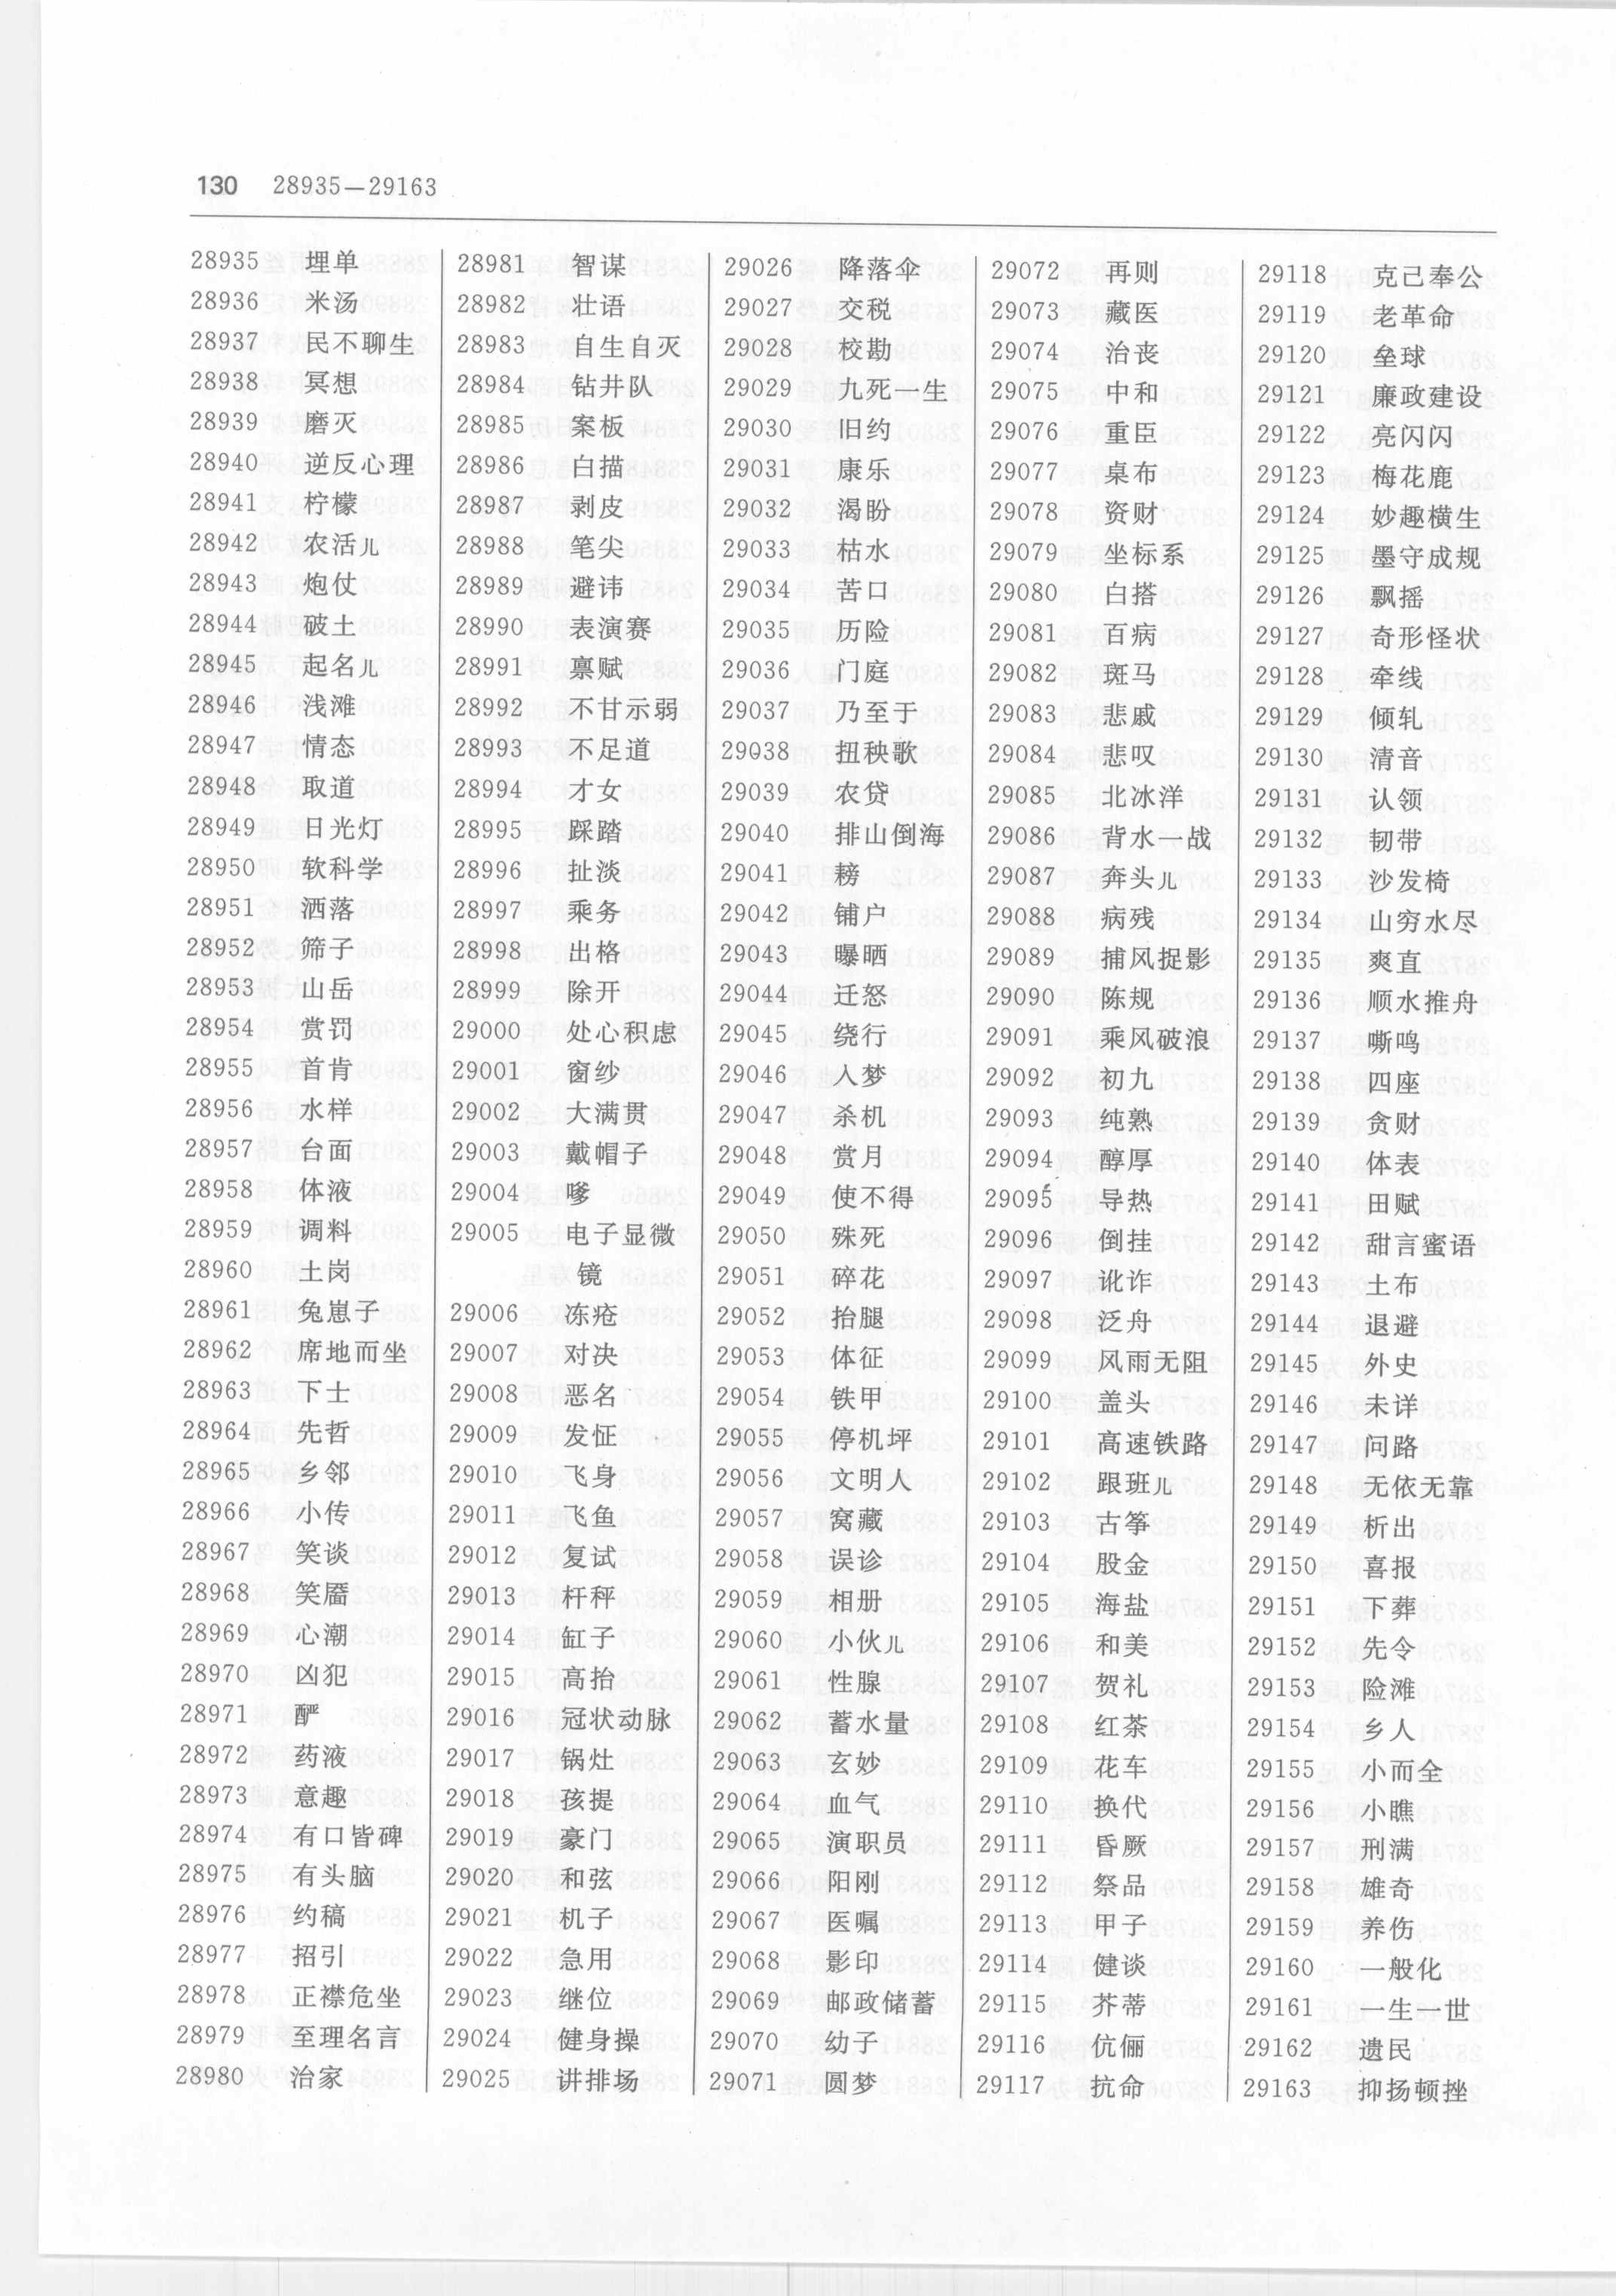 130 28935—29163
28935 埋单
28936 米汤
28937 民不聊生
28938 冥想
28939 磨灭
28940 逆反心理
28941 柠檬
28942 农活儿
28943 炮仗
28944 破土
28945 起名儿
28946 浅滩
28947 情态
28948 取道
28949 日光灯
28950 软科学
28951 洒落
28952 筛子
28953 山岳
28954 赏罚
28955 首肯
28956 水样
28957 台面
28958 体液
28959 调料
28960 土岗
28961 兔崽子
28962 席地而坐
28963 下士
28964 先哲
28965 乡邻
28966 小传
28967 笑谈
28968 笑靥
28969 心潮
28970 凶犯
28971 酽
28972 药液
28973 意趣
28974 有口皆碑
28975 有头脑
28976 约稿
28977 招引
28978 正襟危坐
28979 至理名言
28980 治家
28981 智谋
28982 壮语
28983 自生自灭
28984 钻井队
28985 案板
28986 白描
28987 剥皮
28988 笔尖
28989 避讳
28990 表演赛
28991 禀赋
28992 不甘示弱
28993 不足道
28994 才女
28995 踩踏
28996 扯淡
28997 乘务
28998 出格
28999 除开
29000 处心积虑
29001 窗纱
29002 大满贯
29003 戴帽子
29004 嗲
29005 电子显微
镜
29006 冻疮
29007 对决
29008 恶名
29009 发怔
29010 飞身
29011 飞鱼
29012 复试
29013 杆秤
29014 缸子
29015 高抬
29016 冠状动脉
29017 锅灶
29018 孩提
29019 豪门
29020 和弦
29021 机子
29022 急用
29023 继位
29024 健身操
29025 讲排场
29026 降落伞
29027 交税
29028 校勘
29029 九死一生
29030 旧约
29031 康乐
29032 渴盼
29033 枯水
29034 苦口
29035 历险
29036 门庭
29037 乃至于
29038 扭秧歌
29039 农贷
29040 排山倒海
29041 耪
29042 铺户
29043 曝晒
29044 迁怒
29045 绕行
29046 入梦
29047 杀机
29048 赏月
29049 使不得
29050 殊死
29051 碎花
29052 抬腿
29053 体征
29054 铁甲
29055 停机坪
29056 文明人
29057 窝藏
29058 误诊
29059 相册
29060 小伙儿
29061 性腺
29062 蓄水量
29063 玄妙
29064 血气
29065 演职员
29066 阳刚
29067 医嘱
29068 影印
29069 邮政储蓄
29070 幼子
29071 圆梦
29072 再则
29073 藏医
29074 治丧
29075 中和
29076 重臣
29077 桌布
29078 资财
29079 坐标系
29080 白搭
29081 百病
29082 斑马
29083 悲戚
29084 悲叹
29085 北冰洋
29086 背水一战
29087 奔头儿
29088 病残
29089 捕风捉影
29090 陈规
29091 乘风破浪
29092 初九
29093 纯熟
29094 醇厚
29095 导热
29096 倒挂
29097 讹诈
29098 泛舟
29099 风雨无阻
29100 盖头
29101 高速铁路
29102 跟班儿
29103 古筝
29104 股金
29105 海盐
29106 和美
29107 贺礼
29108 红茶
29109 花车
29110 换代
29111 昏厥
29112 祭品
29113 甲子
29114 健谈
29115 芥蒂
29116 伉俪
29117 抗命
29118 克己奉公
29119 老革命
29120 垒球
29121 廉政建设
29122 亮闪闪
29123 梅花鹿
29124 妙趣横生
29125 墨守成规
29126 飘摇
29127 奇形怪状
29128 牵线
29129 倾轧
29130 清音
29131 认领
29132 韧带
29133 沙发椅
29134 山穷水尽
29135 爽直
29136 顺水推舟
29137 嘶鸣
29138 四座
29139 贪财
29140 体表
29141 田赋
29142 甜言蜜语
29143 土布
29144 退避
29145 外史
29146 未详
29147 问路
29148 无依无靠
29149 析出
29150 喜报
29151 下葬
29152 先令
29153 险滩
29154 乡人
29155 小而全
29156 小瞧
29157 刑满
29158 雄奇
29159 养伤
29160 一般化
29161 一生一世
29162 遗民
29163 抑扬顿挫